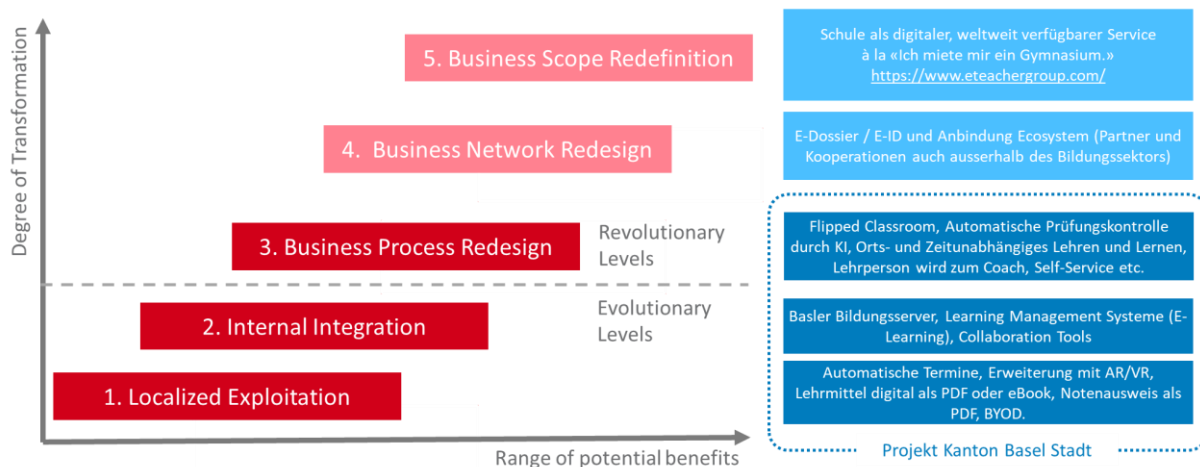 Degree of Transformation
5. Business Scope Redefinition
Schule als digitaler, weltweit verfügbarer Service
à la «Ich miete mir ein Gymnasium.»
https://www.eteachergroup.com/
4. Business Network Redesign
E-Dossier / E-ID und Anbindung Ecosystem (Partner und
Kooperationen auch ausserhalb des Bildungssektors)
3. Business Process Redesign
Revolutionary
Levels
Flipped Classroom, Automatische Prüfungskontrolle
durch KI, Orts- und Zeitunabhängiges Lehren und Lernen,
Lehrperson wird zum Coach, Self-Service etc.
2. Internal Integration
Evolutionary
Levels
Basler Bildungsserver, Learning Management Systeme (E-
Learning), Collaboration Tools
1. Localized Exploitation
Automatische Termine, Erweiterung mit AR/VR,
Lehrmittel digital als PDF oder eBook, Notenausweis als
PDF, BYOD.
Range of potential benefits
Projekt Kanton Basel Stadt